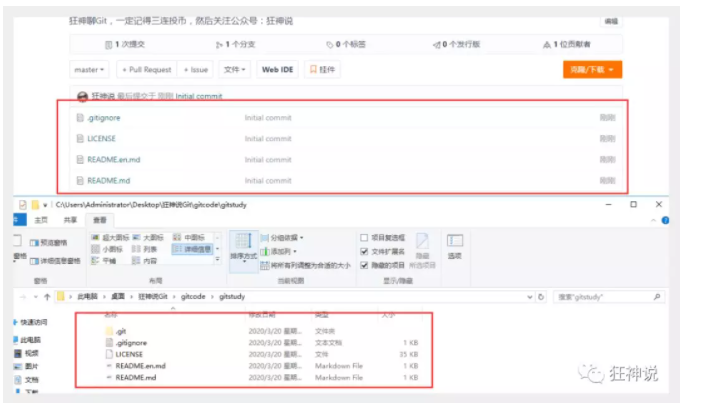 狂神聊Git，一定记得三连投币，然后关注公众号：狂神说 编辑
1 次提交 1 个分支 0 个标签 0 个发行版 1 位贡献者
master + Pull Request + Issue 文件 Web IDE 挂件 克隆/下载
狂神说 最后提交于 刚刚 Initial commit
.gitignore Initial commit 刚刚
LICENSE Initial commit 刚刚
README.en.md Initial commit 刚刚
README.md Initial commit 刚刚
C:\Users\Administrator\Desktop\狂神说Git\gitcode\gitstudy
主页 共享 查看
预览窗格 超大图标 大图标 中图标 分组依据 项目复选框
小图标 列表 详细信息 排序方式 添加列 文件扩展名 隐藏 选项
窗格 详细信息窗格 平铺 内容 将所有列调整为合适的大小 隐藏的项目 所选项目
窗格 布局 当前视图 显示/隐藏
此电脑 > 桌面 > 狂神说Git > gitcode > gitstudy 搜索"gitstudy"
快速访问 名称 修改日期 类型 大小
.git 2020/3/20 星期... 文件夹
此电脑 .gitignore 2020/3/20 星期... 文本文档 1 KB
视频 LICENSE 2020/3/20 星期... 文件 35 KB
图片 README.en.md 2020/3/20 星期... Markdown File 1 KB
文档 README.md 2020/3/20 星期... Markdown File 1 KB
下载
狂神说